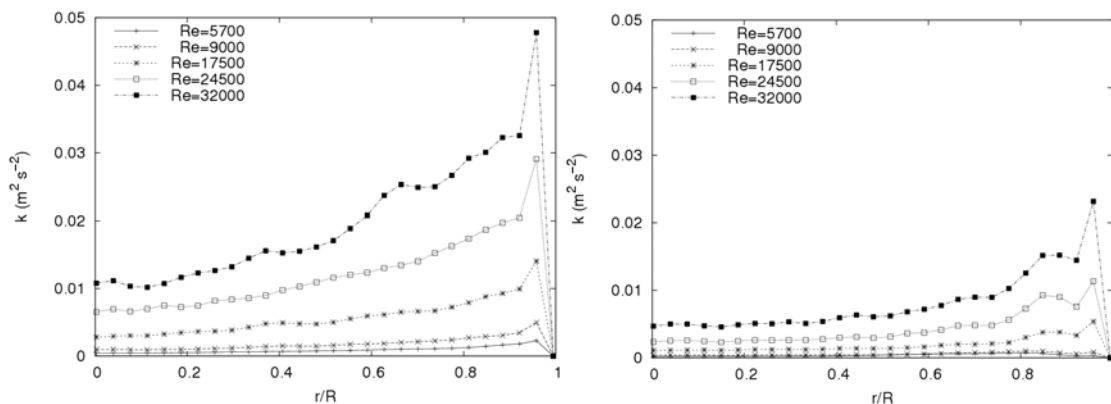 0.05
0.04
0.03
0.02
0.01
0
k (m² s⁻²)
Re=5700
Re=9000
Re=17500
Re=24500
Re=32000
0 0.2 0.4 0.6 0.8 1
r/R
0.05
0.04
0.03
0.02
0.01
0
k (m² s⁻²)
Re=5700
Re=9000
Re=17500
Re=24500
Re=32000
0 0.2 0.4 0.6 0.8
r/R